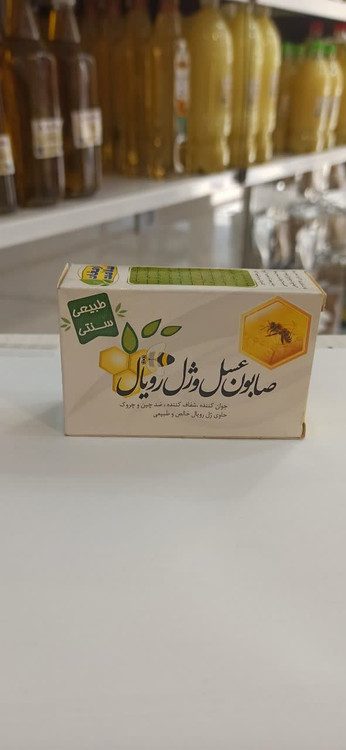 طبیعی
سنتی
صابون عسل و ژل رویال
جوان کننده ، شفاف کننده ، ضد چین و چروک
حاوی ژل رویال خالص و طبیعی